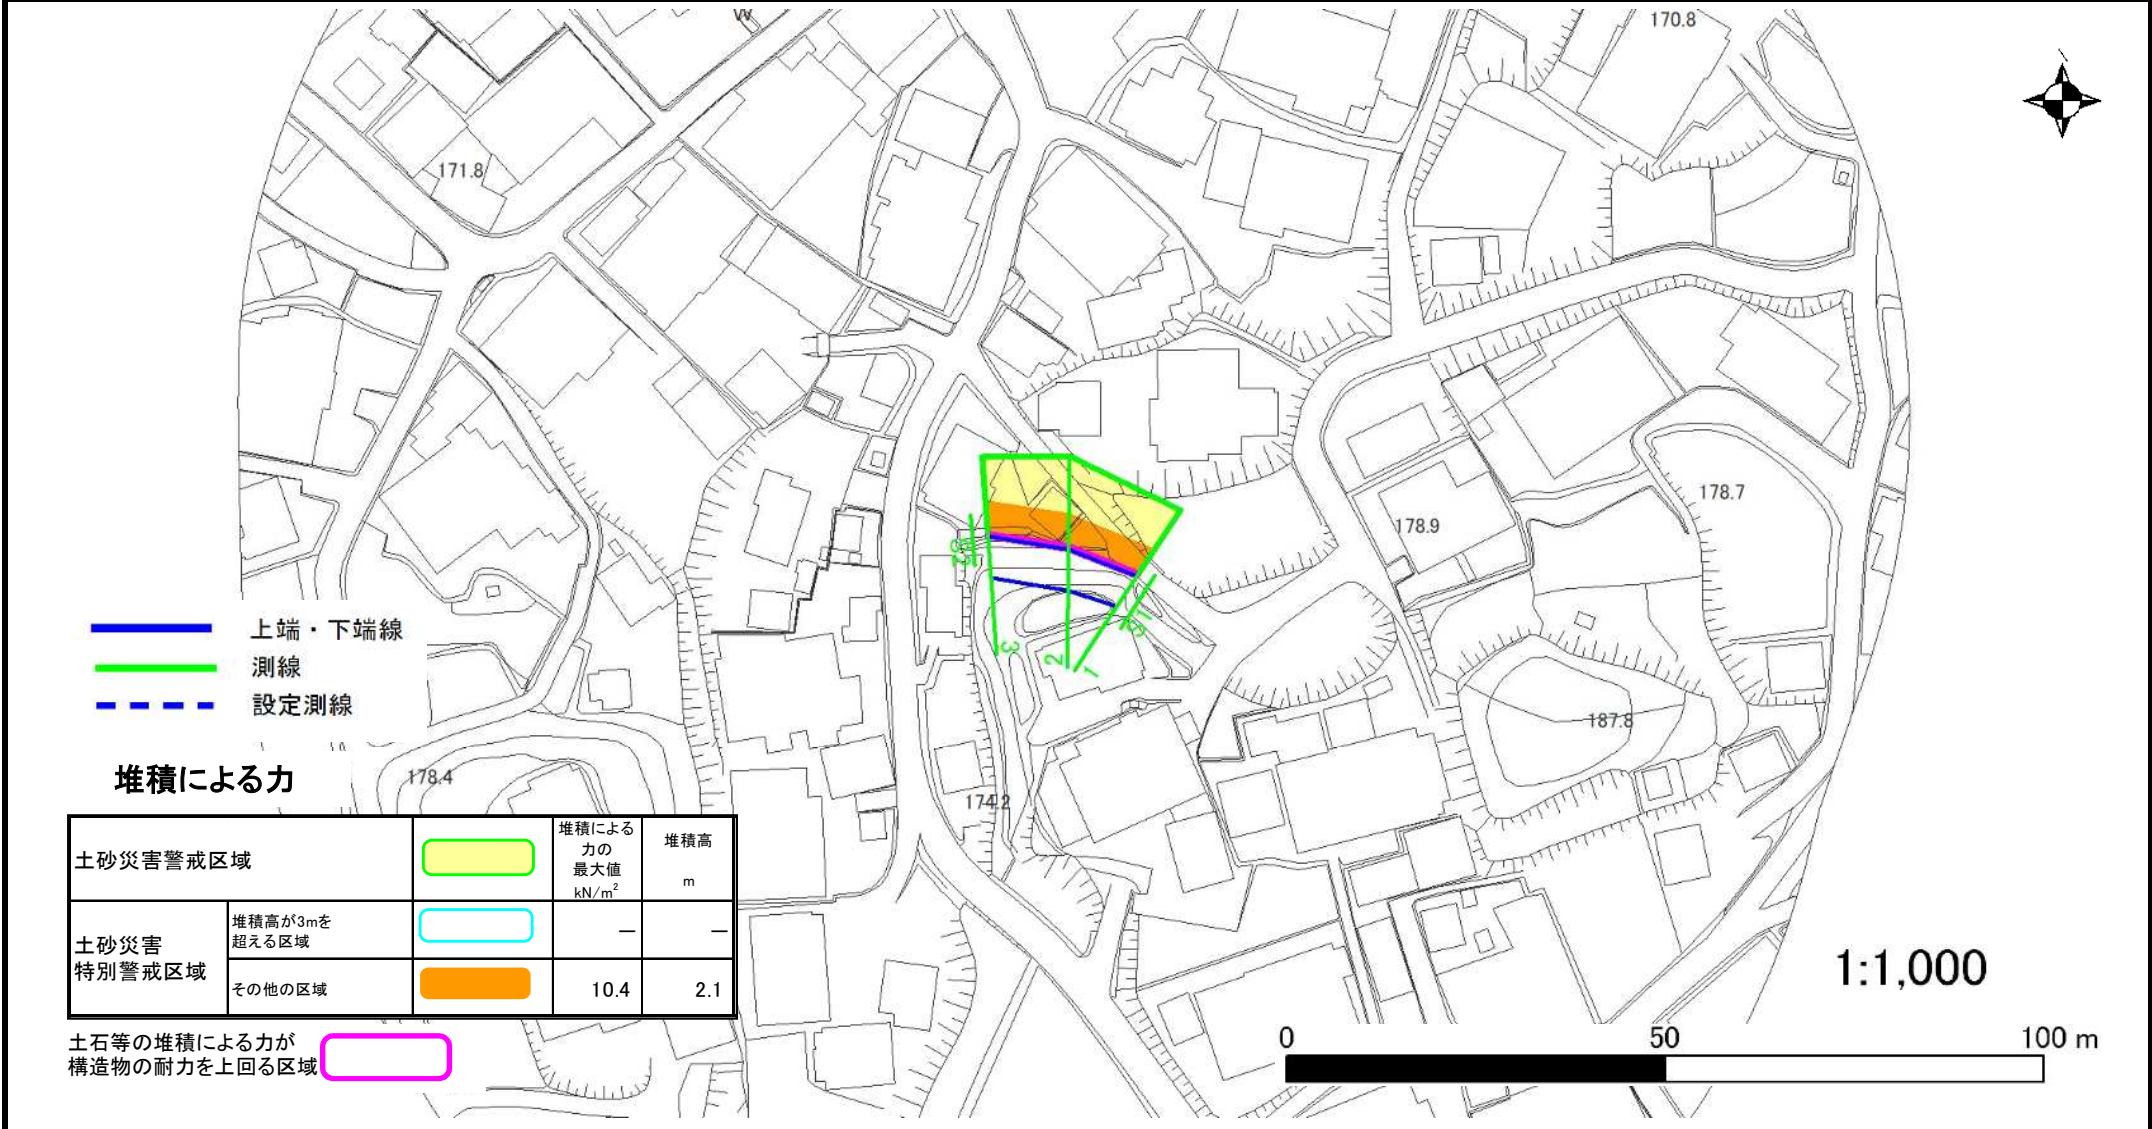 W
170.8
171.8
178.7
178.9
3
2
1
187.8
178.4
174.2
上端・下端線
測線
設定測線
堆積による力
土砂災害警戒区域
堆積による
力の
最大値
kN/m²
堆積高
m
土砂災害
特別警戒区域
堆積高が3mを
超える区域
―
―
その他の区域
10.4
2.1
土石等の堆積による力が
構造物の耐力を上回る区域
1:1,000
0
50
100 m